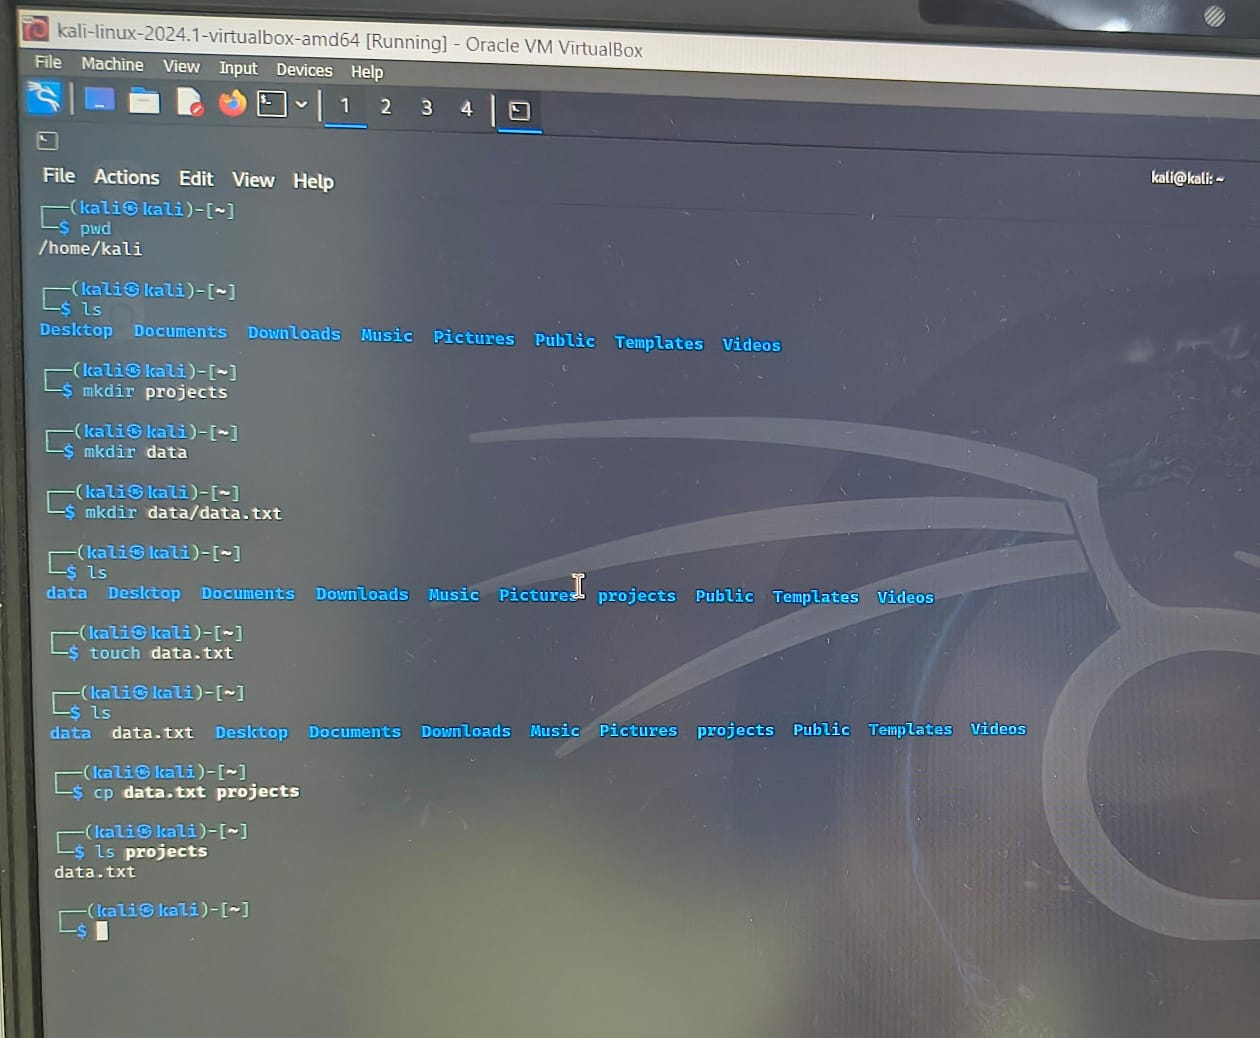 kali-linux-2024.1-virtualbox-amd64 [Running] - Oracle VM VirtualBox
File Machine View Input Devices Help
1 2 3 4
File Actions Edit View Help
kali@kali: ~
┌──(kali㉿kali)-[~]
└─$ pwd
/home/kali
┌──(kali㉿kali)-[~]
└─$ ls
Desktop Documents Downloads Music Pictures Public Templates Videos
┌──(kali㉿kali)-[~]
└─$ mkdir projects
┌──(kali㉿kali)-[~]
└─$ mkdir data
┌──(kali㉿kali)-[~]
└─$ mkdir data/data.txt
┌──(kali㉿kali)-[~]
└─$ ls
data Desktop Documents Downloads Music Pictures projects Public Templates Videos
┌──(kali㉿kali)-[~]
└─$ touch data.txt
┌──(kali㉿kali)-[~]
└─$ ls
data data.txt Desktop Documents Downloads Music Pictures projects Public Templates Videos
┌──(kali㉿kali)-[~]
└─$ cp data.txt projects
┌──(kali㉿kali)-[~]
└─$ ls projects
data.txt
┌──(kali㉿kali)-[~]
└─$